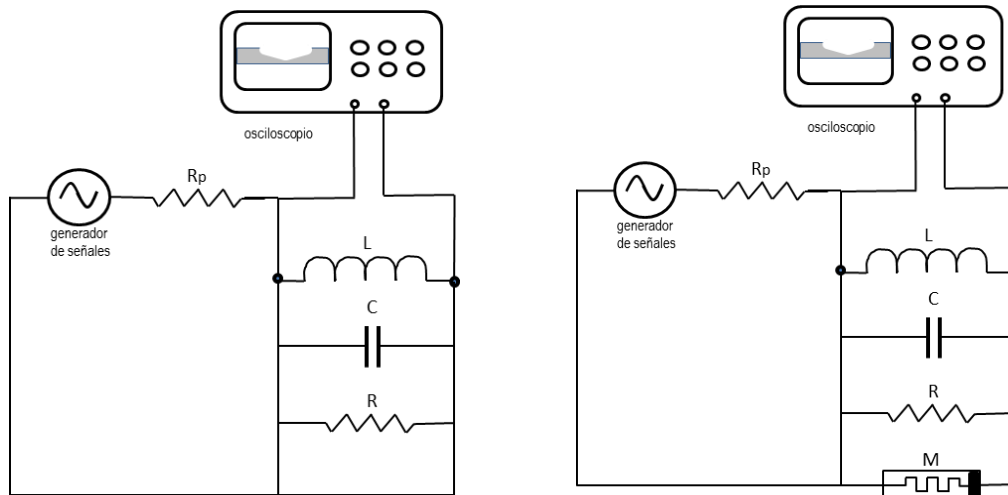 osciloscopio
Rp
generador
de señales
L
C
R
osciloscopio
Rp
generador
de señales
L
C
R
M